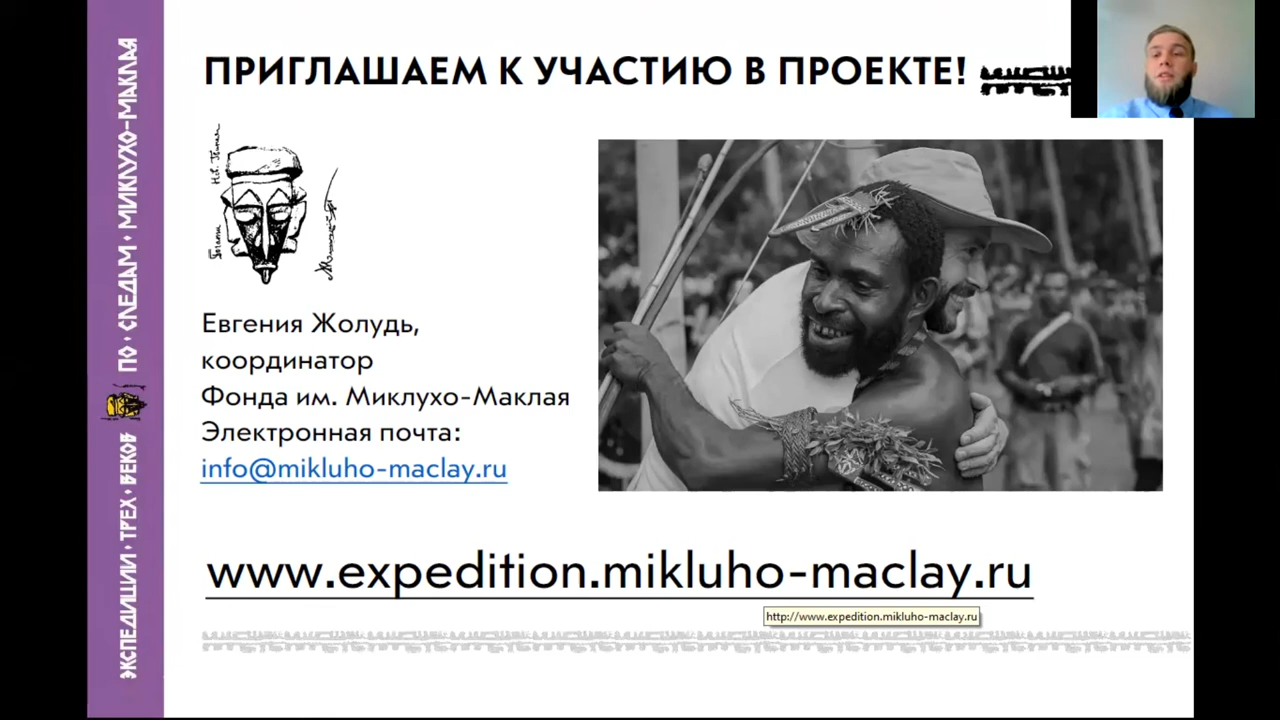 ПРИГЛАШАЕМ К УЧАСТИЮ В ПРОЕКТЕ!
Евгения Жолудь,
координатор
Фонда им. Миклухо-Маклая
Электронная почта:
info@mikluho-maclay.ru
www.expedition.mikluho-maclay.ru
http://www.expedition.mikluho-maclay.ru
ЭКСПЕДИЦИИ • ТРЕХ • ВЕКОВ ПО • СЛЕДАМ • МИКЛУХО-МАКЛАЯ